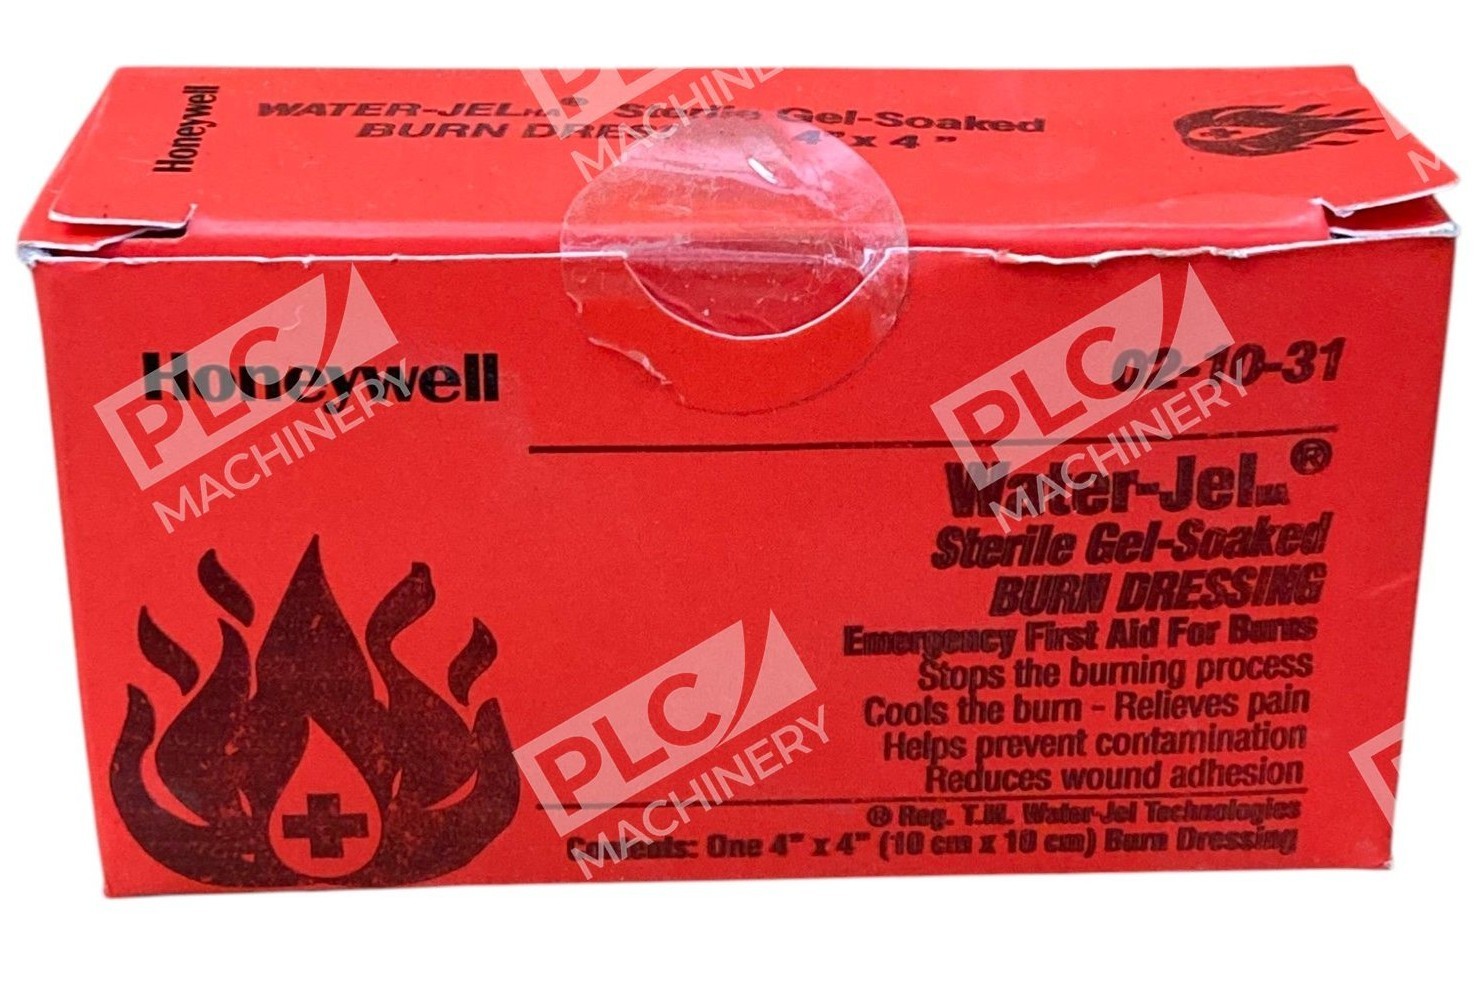 Honeywell
WATER-JEL ® Sterile Gel-Soaked
BURN 4" x 4"
Honeywell
02-10-31
Water-Jel ®
Sterile Gel-Soaked
BURN DRESSING
Emergency First Aid For Burns
Stops the burning process
Cools the burn - Relieves pain
Helps prevent contamination
Reduces wound adhesion
® Reg. T.M. Water-Jel Technologies
Contents: One 4" x 4" (10 cm x 10 cm) Burn Dressing
PLC
MACHINERY
PLC
MACHINERY
PLC
MACHINERY
PLC
MACHINERY